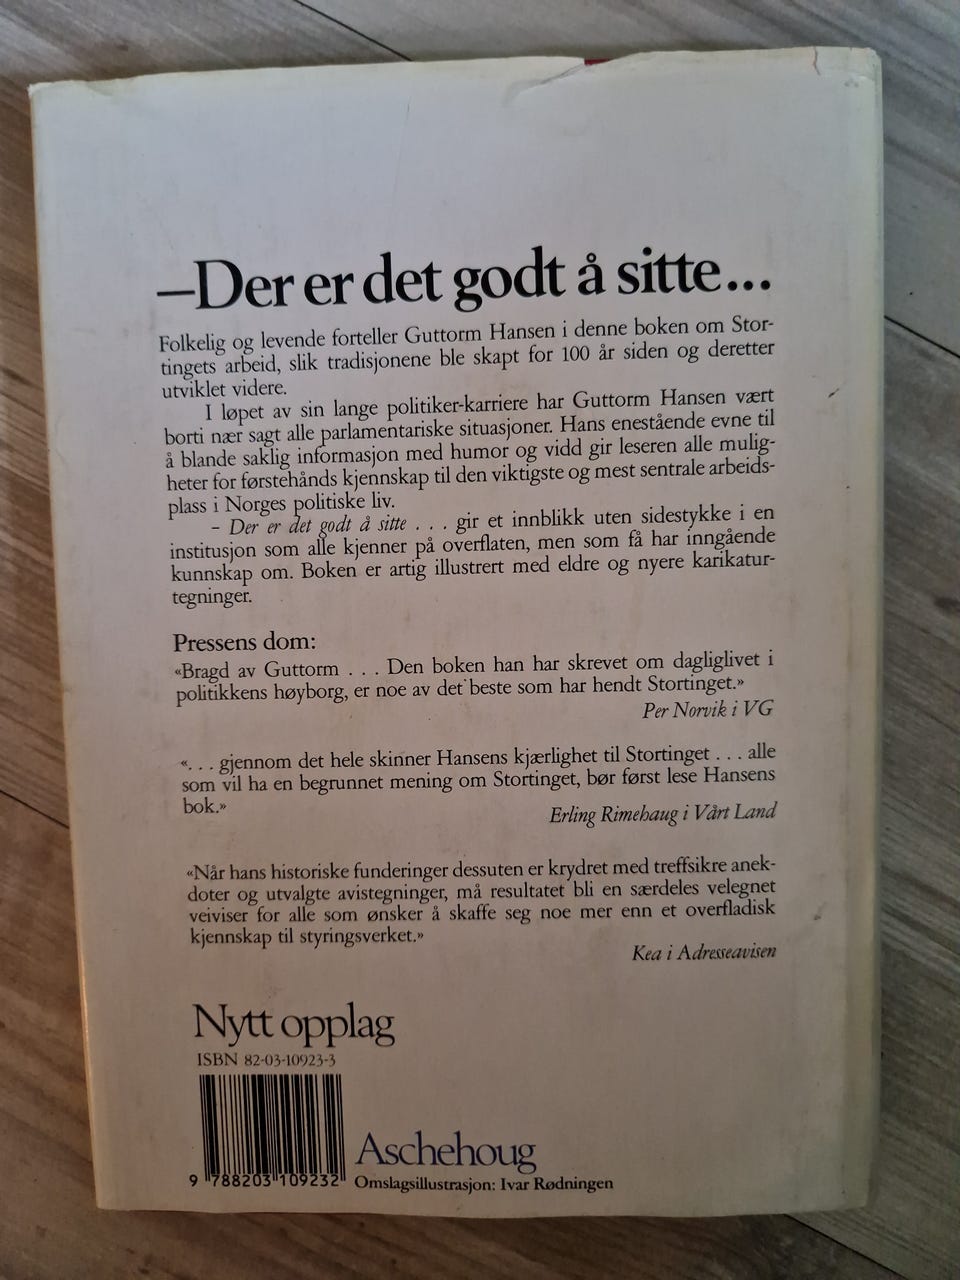 –Der er det godt å sitte...
Folkelig og levende forteller Guttorm Hansen i denne boken om Stor-
tingets arbeid, slik tradisjonene ble skapt for 100 år siden og deretter
utviklet videre.
I løpet av sin lange politiker-karriere har Guttorm Hansen vært
borti nær sagt alle parlamentariske situasjoner. Hans enestående evne til
å blande saklig informasjon med humor og vidd gir leseren alle mulig-
heter for førstehånds kjennskap til den viktigste og mest sentrale arbeids-
plass i Norges politiske liv.
– Der er det godt å sitte . . . gir et innblikk uten sidestykke i en
institusjon som alle kjenner på overflaten, men som få har inngående
kunnskap om. Boken er artig illustrert med eldre og nyere karikatur-
tegninger.
Pressens dom:
«Bragd av Guttorm . . . Den boken han har skrevet om dagliglivet i
politikkens høyborg, er noe av det beste som har hendt Stortinget.»
Per Norvik i VG
«. . . gjennom det hele skinner Hansens kjærlighet til Stortinget . . . alle
som vil ha en begrunnet mening om Stortinget, bør først lese Hansens
bok.»
Erling Rimehaug i Vårt Land
«Når hans historiske funderinger dessuten er krydret med treffsikre anek-
doter og utvalgte avistegninger, må resultatet bli en særdeles velegnet
veiviser for alle som ønsker å skaffe seg noe mer enn et overfladisk
kjennskap til styringsverket.»
Kea i Adresseavisen
Nytt opplag
ISBN 82-03-10923-3
9 788203 109232
Aschehoug
Omslagsillustrasjon: Ivar Rødningen